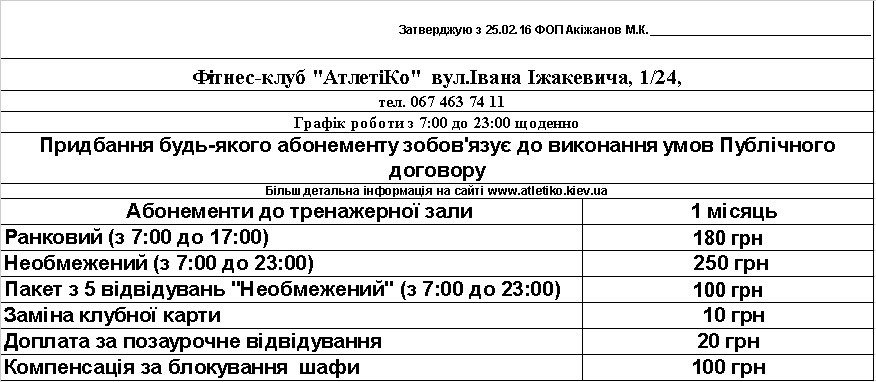 Затверджую з 25.02.16 ФОП Акіжанов М.К.
Фітнес-клуб "АтлетіКо" вул.Івана Їжакевича, 1/24,
тел. 067 463 74 11
Графік роботи з 7:00 до 23:00 щоденно
Придбання будь-якого абонементу зобов'язує до виконання умов Публічного
договору
Більш детальна інформація на сайті www.atletiko.kiev.ua
Абонементи до тренажерної зали 1 місяць
Ранковий (з 7:00 до 17:00) 180 грн
Необмежений (з 7:00 до 23:00) 250 грн
Пакет з 5 відвідувань "Необмежений" (з 7:00 до 23:00) 100 грн
Заміна клубної карти 10 грн
Доплата за позаурочне відвідування 20 грн
Компенсація за блокування шафи 100 грн